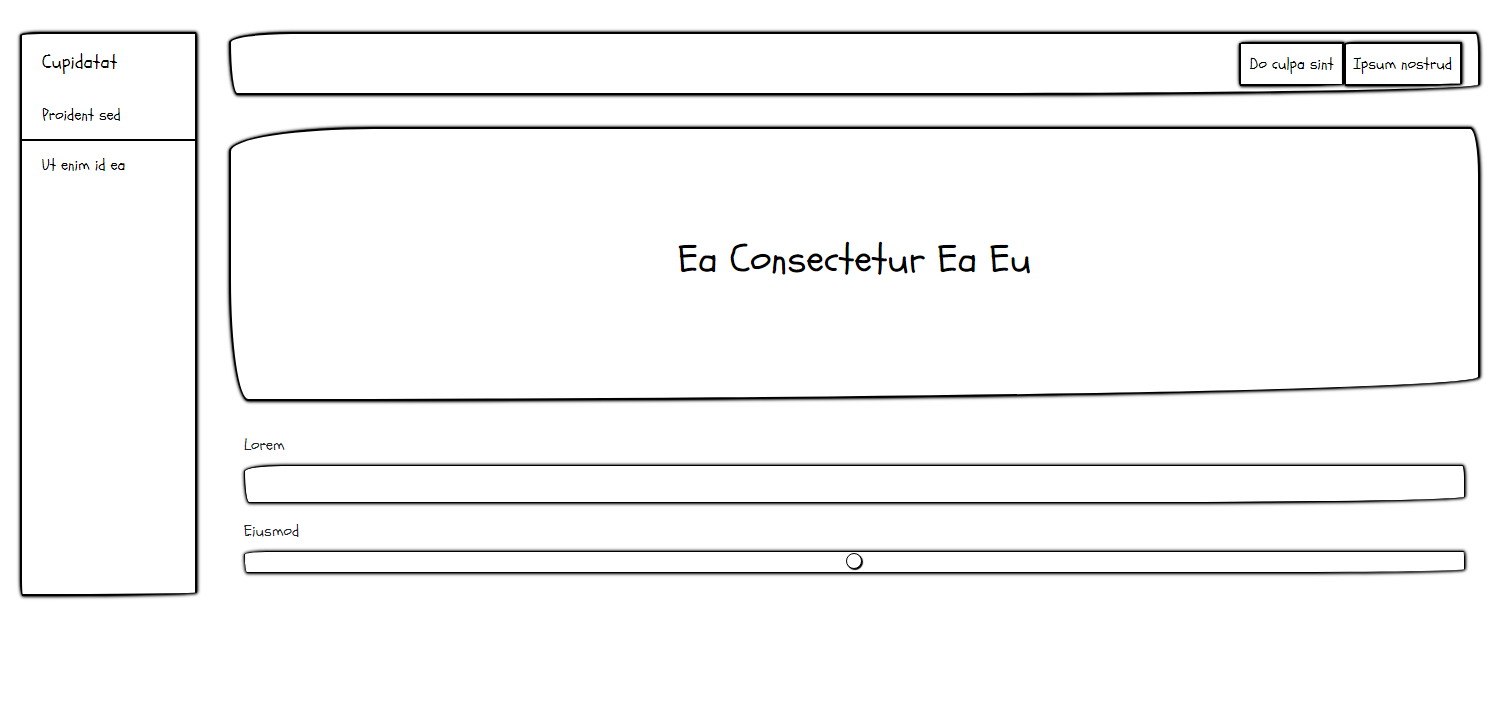 Cupidatat
Proident sed
Ut enim id ea
Do culpa sint
Ipsum nostrud
Ea Consectetur Ea Eu
Lorem
Eiusmod